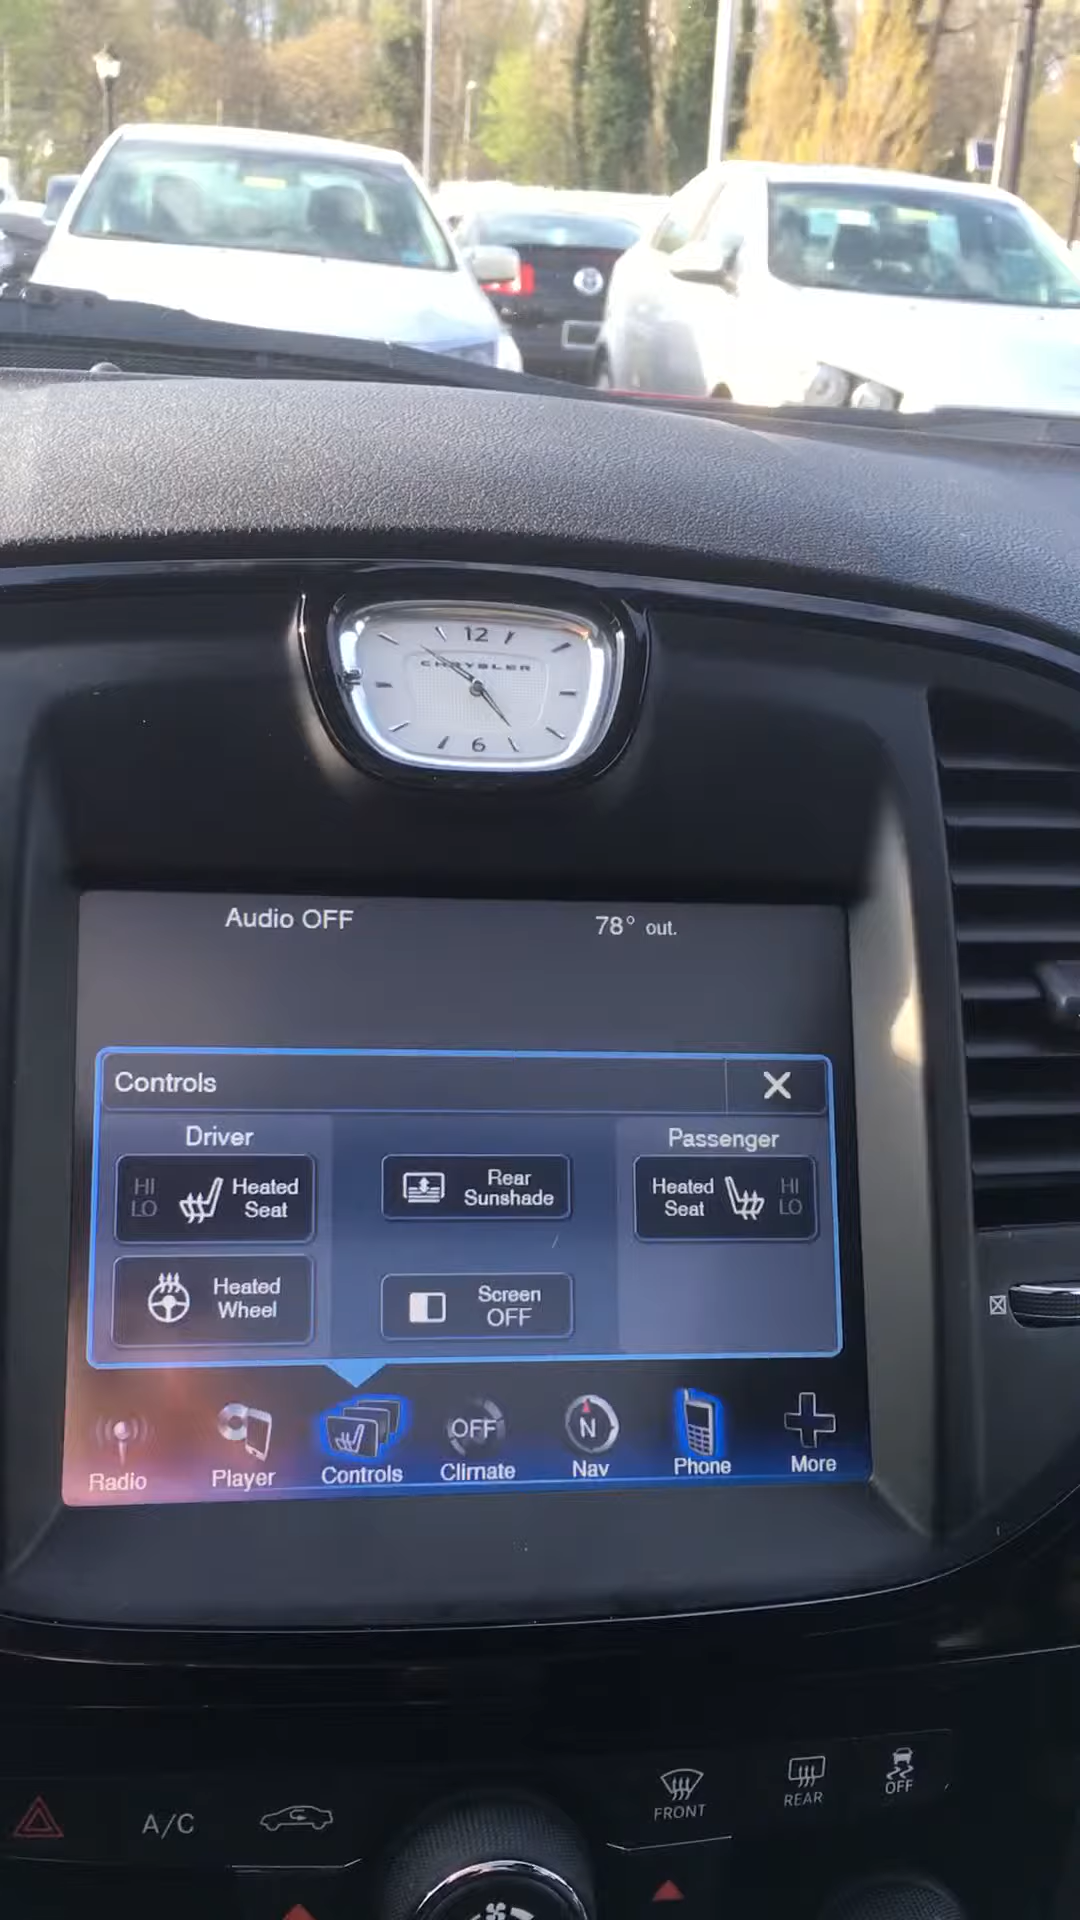 12
CHRYSLER
6
Audio OFF
78° out.
Controls
Driver
Passenger
HI
LO
Heated
Seat
Rear
Sunshade
Heated
Seat
HI
LO
Heated
Wheel
Screen
OFF
Radio
Player
Controls
OFF
Climate
N
Nav
Phone
More
A/C
FRONT
REAR
OFF